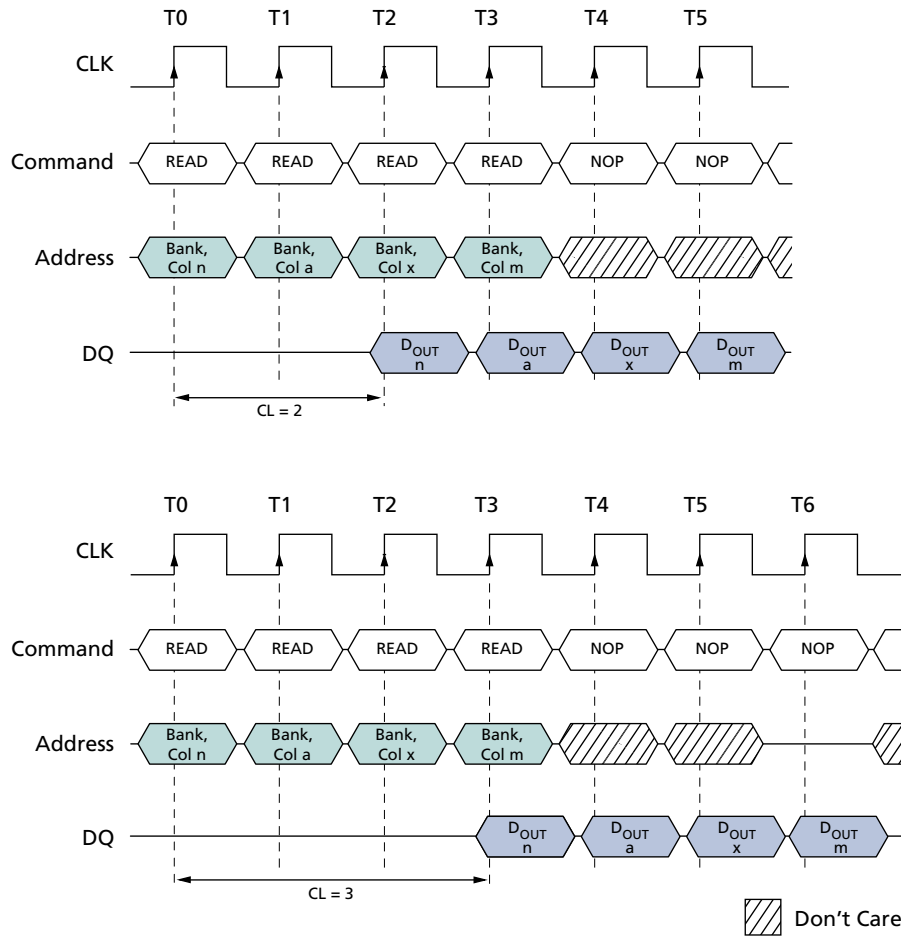 T0 T1 T2 T3 T4 T5
CLK
Command READ READ READ READ NOP NOP
Address Bank, Col n Bank, Col a Bank, Col x Bank, Col m
DQ DOUT n DOUT a DOUT x DOUT m
CL = 2
T0 T1 T2 T3 T4 T5 T6
CLK
Command READ READ READ READ NOP NOP NOP
Address Bank, Col n Bank, Col a Bank, Col x Bank, Col m
DQ DOUT n DOUT a DOUT x DOUT m
CL = 3
Don't Care